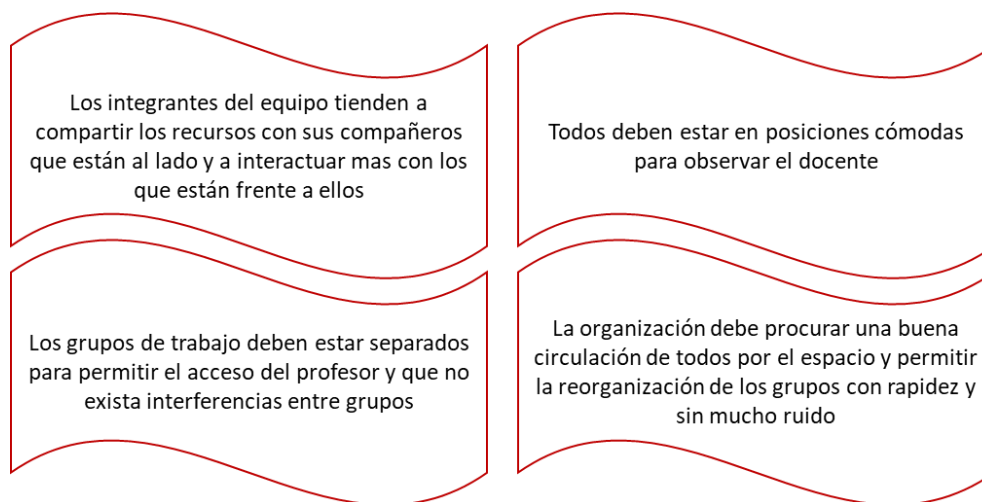 Los integrantes del equipo tienden a
compartir los recursos con sus compañeros
que están al lado y a interactuar mas con los
que están frente a ellos
Todos deben estar en posiciones cómodas
para observar el docente
Los grupos de trabajo deben estar separados
para permitir el acceso del profesor y que no
exista interferencias entre grupos
La organización debe procurar una buena
circulación de todos por el espacio y permitir
la reorganización de los grupos con rapidez y
sin mucho ruido